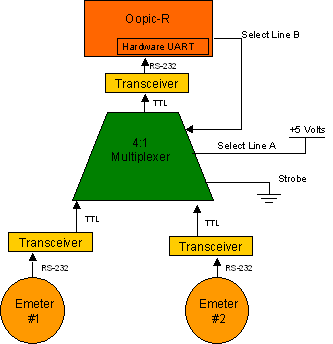 Oopic-R
Hardware UART
Select Line B
RS-232
Transceiver
TTL
+5 Volts
4:1
Multiplexer
Select Line A
Strobe
TTL
TTL
Transceiver
Transceiver
RS-232
RS-232
Emeter
#1
Emeter
#2